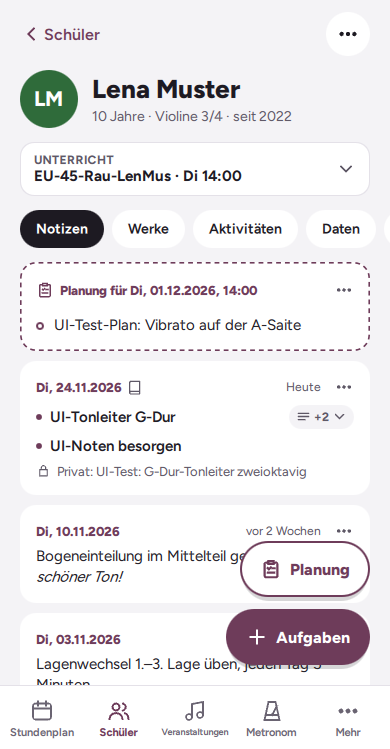 Schüler
LM
Lena Muster
10 Jahre · Violine 3/4 · seit 2022
UNTERRICHT
EU-45-Rau-LenMus · Di 14:00
Notizen Werke Aktivitäten Daten
Planung für Di, 01.12.2026, 14:00
UI-Test-Plan: Vibrato auf der A-Saite
Di, 24.11.2026 Heute
UI-Tonleiter G-Dur +2
UI-Noten besorgen
Privat: UI-Test: G-Dur-Tonleiter zweioktavig
Di, 10.11.2026 vor 2 Wochen
Bogeneinteilung im Mittelteil
schöner Ton!
Planung
Di, 03.11.2026
Aufgaben
Lagenwechsel 1.–3. Lage üben, jeden Tag 5
Minuten
Stundenplan Schüler Veranstaltungen Metronom Mehr